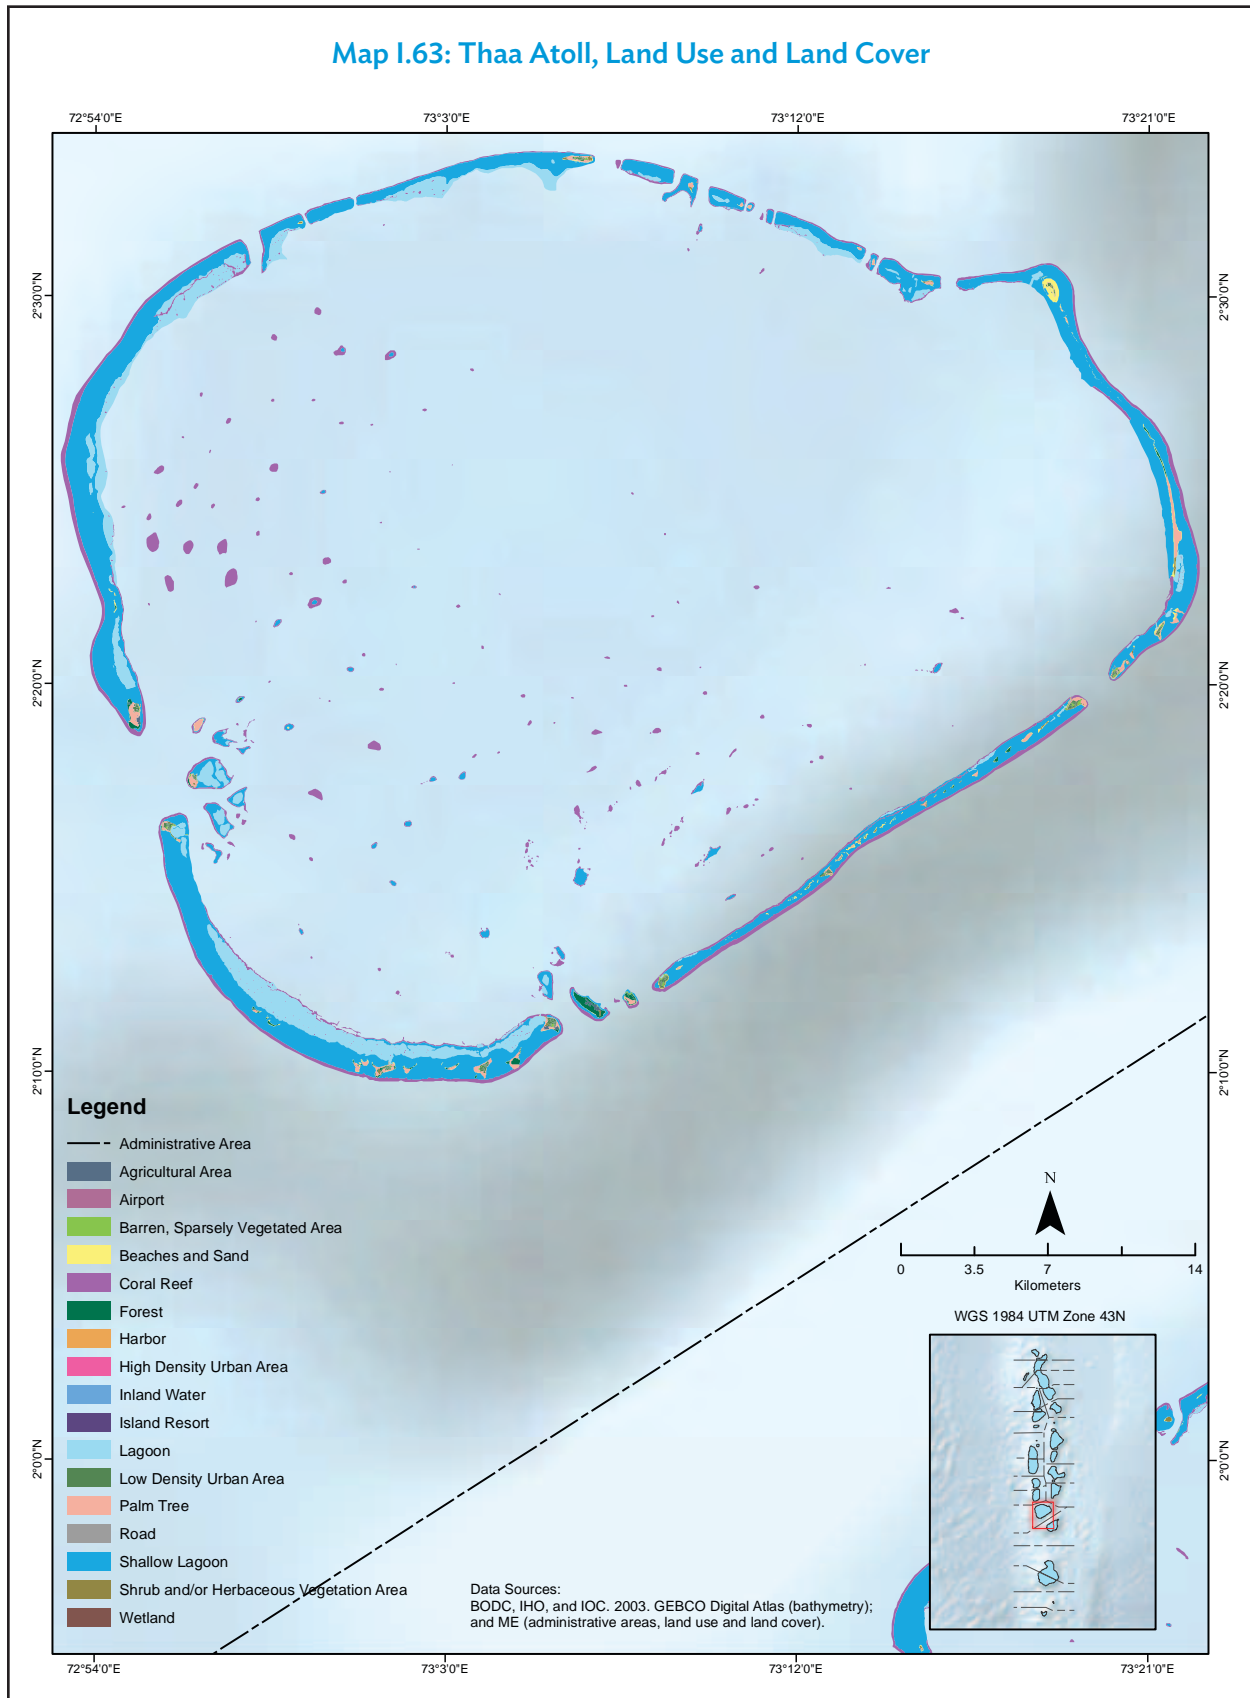 Map I.63: Thaa Atoll, Land Use and Land Cover
72°54'0"E
73°3'0"E
73°12'0"E
73°21'0"E
2°30'0"N
2°30'0"N
2°20'0"N
2°20'0"N
2°10'0"N
2°10'0"N
2°0'0"N
2°0'0"N
Legend
Administrative Area
Agricultural Area
Airport
Barren, Sparsely Vegetated Area
Beaches and Sand
Coral Reef
Forest
Harbor
High Density Urban Area
Inland Water
Island Resort
Lagoon
Low Density Urban Area
Palm Tree
Road
Shallow Lagoon
Shrub and/or Herbaceous Vegetation Area
Wetland
N
0 3.5 7 14
Kilometers
WGS 1984 UTM Zone 43N
Data Sources:
BODC, IHO, and IOC. 2003. GEBCO Digital Atlas (bathymetry);
and ME (administrative areas, land use and land cover).
72°54'0"E
73°3'0"E
73°12'0"E
73°21'0"E